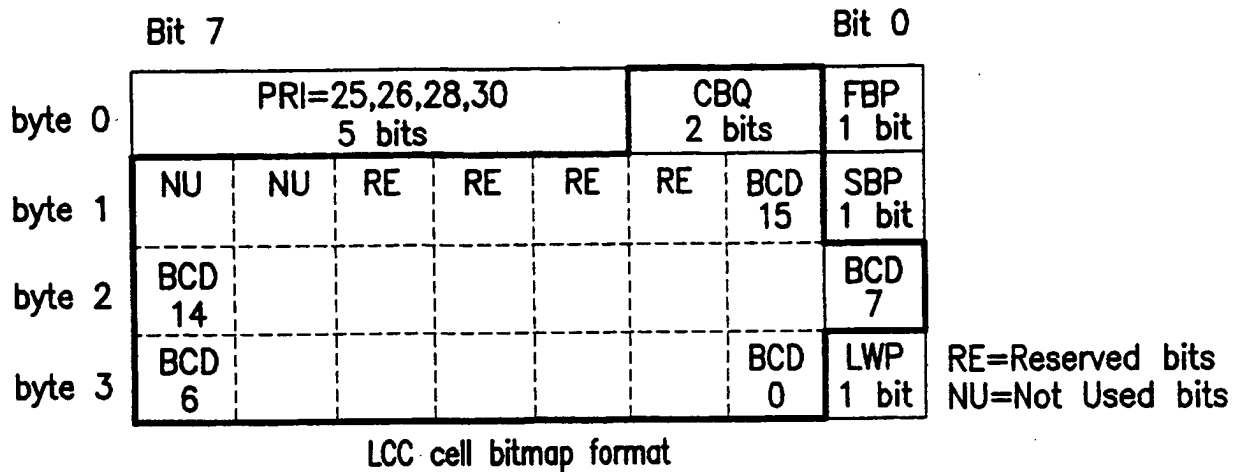 Bit 7 Bit 0
byte 0 PRI=25,26,28,30 CBQ FBP
5 bits 2 bits 1 bit
byte 1 NU NU RE RE RE RE BCD SBP
15 1 bit
byte 2 BCD BCD
14 7
byte 3 BCD BCD LWP RE=Reserved bits
6 0 1 bit NU=Not Used bits
LCC cell bitmap format